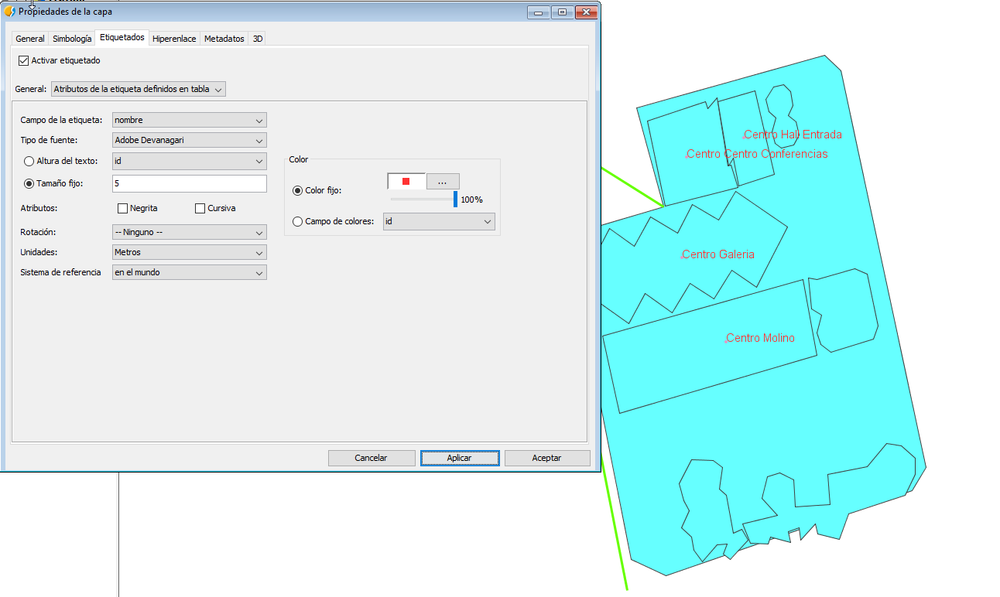 Propiedades de la capa
General Simbología Etiquetados Hiperenlace Metadatos 3D
Activar etiquetado
General: Atributos de la etiqueta definidos en tabla
Campo de la etiqueta: nombre
Tipo de fuente: Adobe Devanagari
Altura del texto: id
Tamaño fijo: 5
Atributos: Negrita Cursiva
Rotación: -- Ninguno --
Unidades: Metros
Sistema de referencia en el mundo
Color
Color fijo: ...
100%
Campo de colores: id
Cancelar Aplicar Aceptar
Centro Hall Entrada
Centro Centro Conferencias
Centro Galeria
Centro Molino